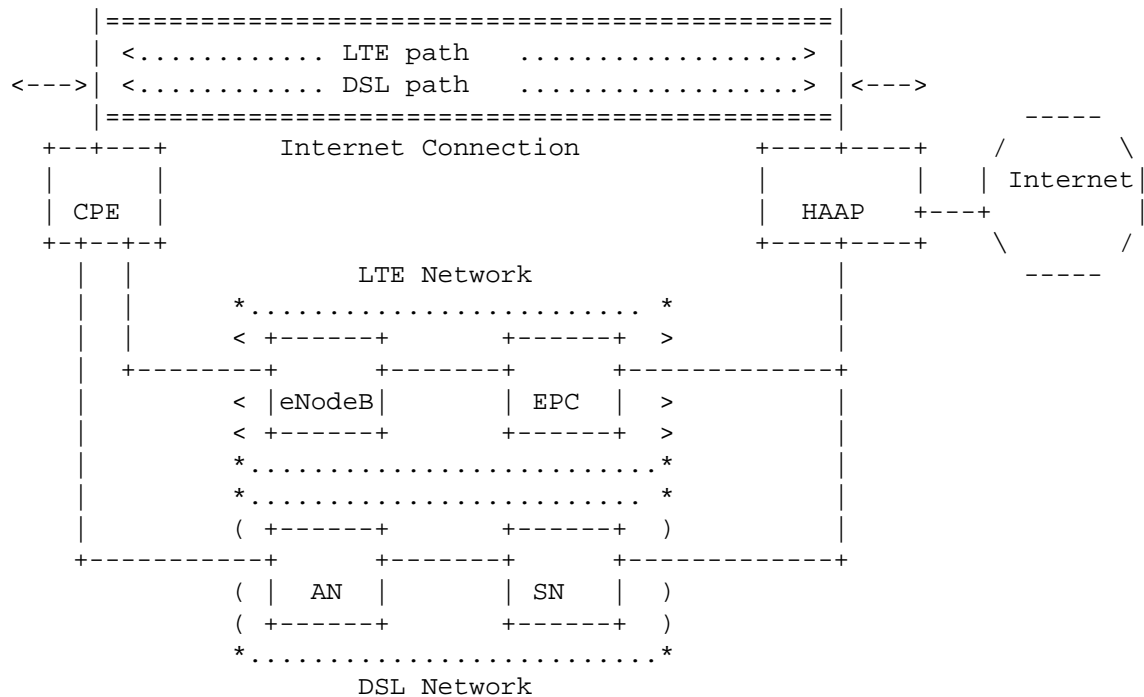 LTE path
DSL path
Internet Connection
Internet
CPE
HAAP
LTE Network
eNodeB
EPC
AN
SN
DSL Network